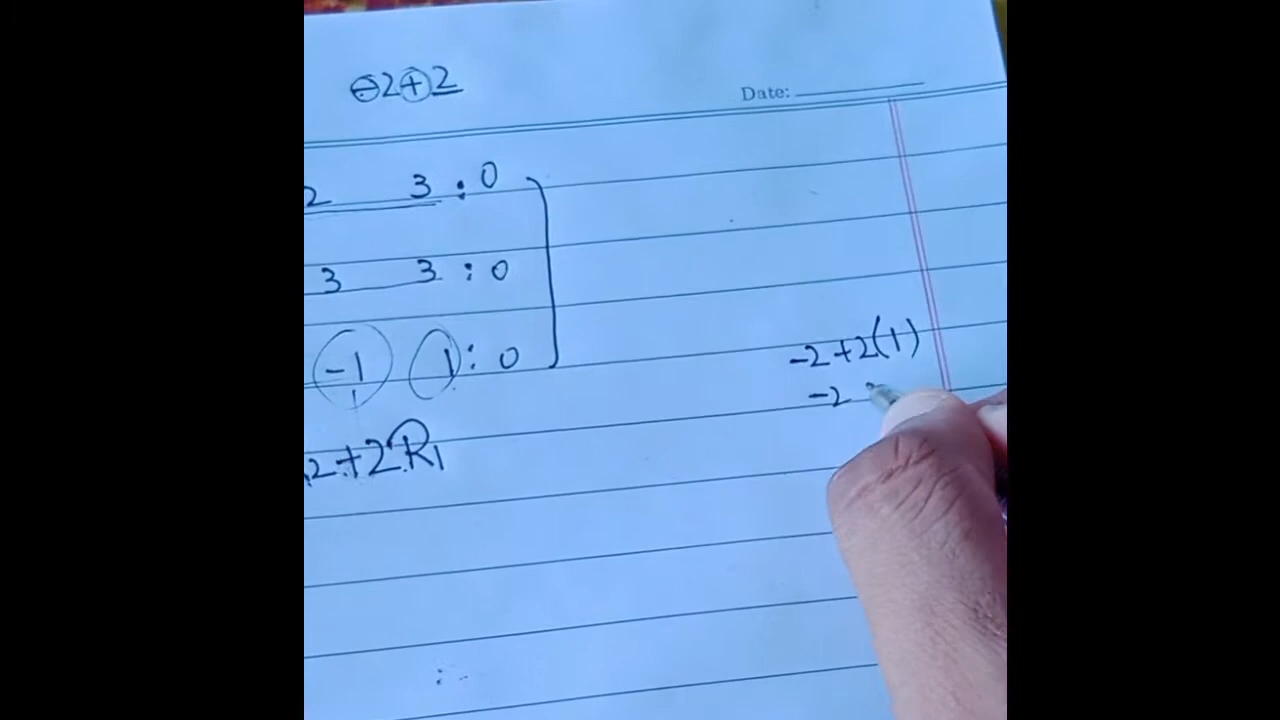 -2+2
Date:
2 3 : 0
3 3 : 0
-1 1 : 0
2+2R1
-2+2(1)
-2